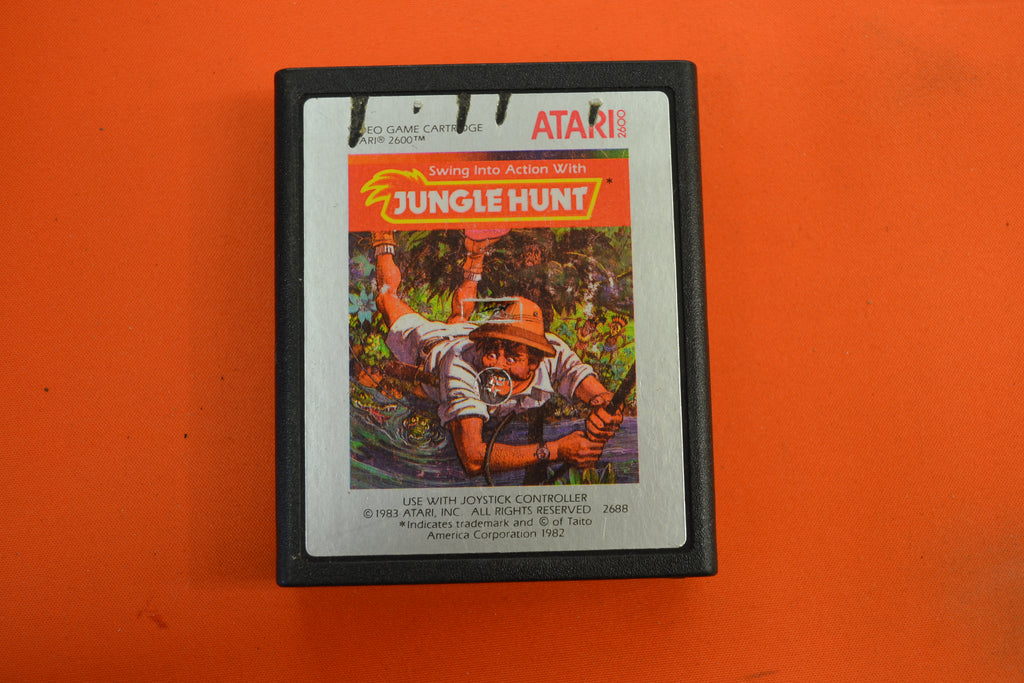 EO GAME CARTRIDGE
ARI® 2600™
ATARI 2600
Swing Into Action With
JUNGLE HUNT*
USE WITH JOYSTICK CONTROLLER
©1983 ATARI, INC. ALL RIGHTS RESERVED 2688
*Indicates trademark and © of Taito
America Corporation 1982